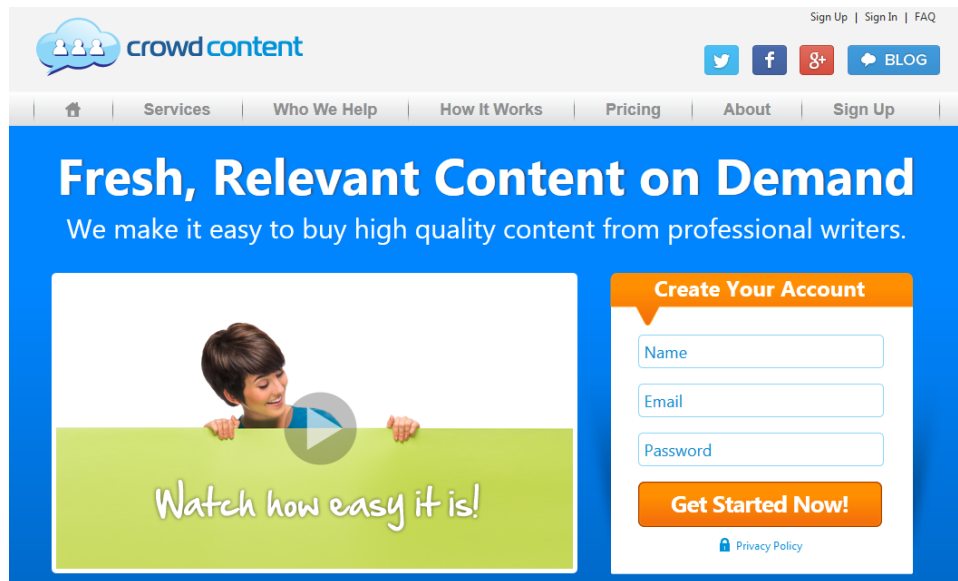 Sign Up | Sign In | FAQ
crowd content
g+
BLOG
Services
Who We Help
How It Works
Pricing
About
Sign Up
Fresh, Relevant Content on Demand
We make it easy to buy high quality content from professional writers.
Watch how easy it is!
Create Your Account
Name
Email
Password
Get Started Now!
Privacy Policy